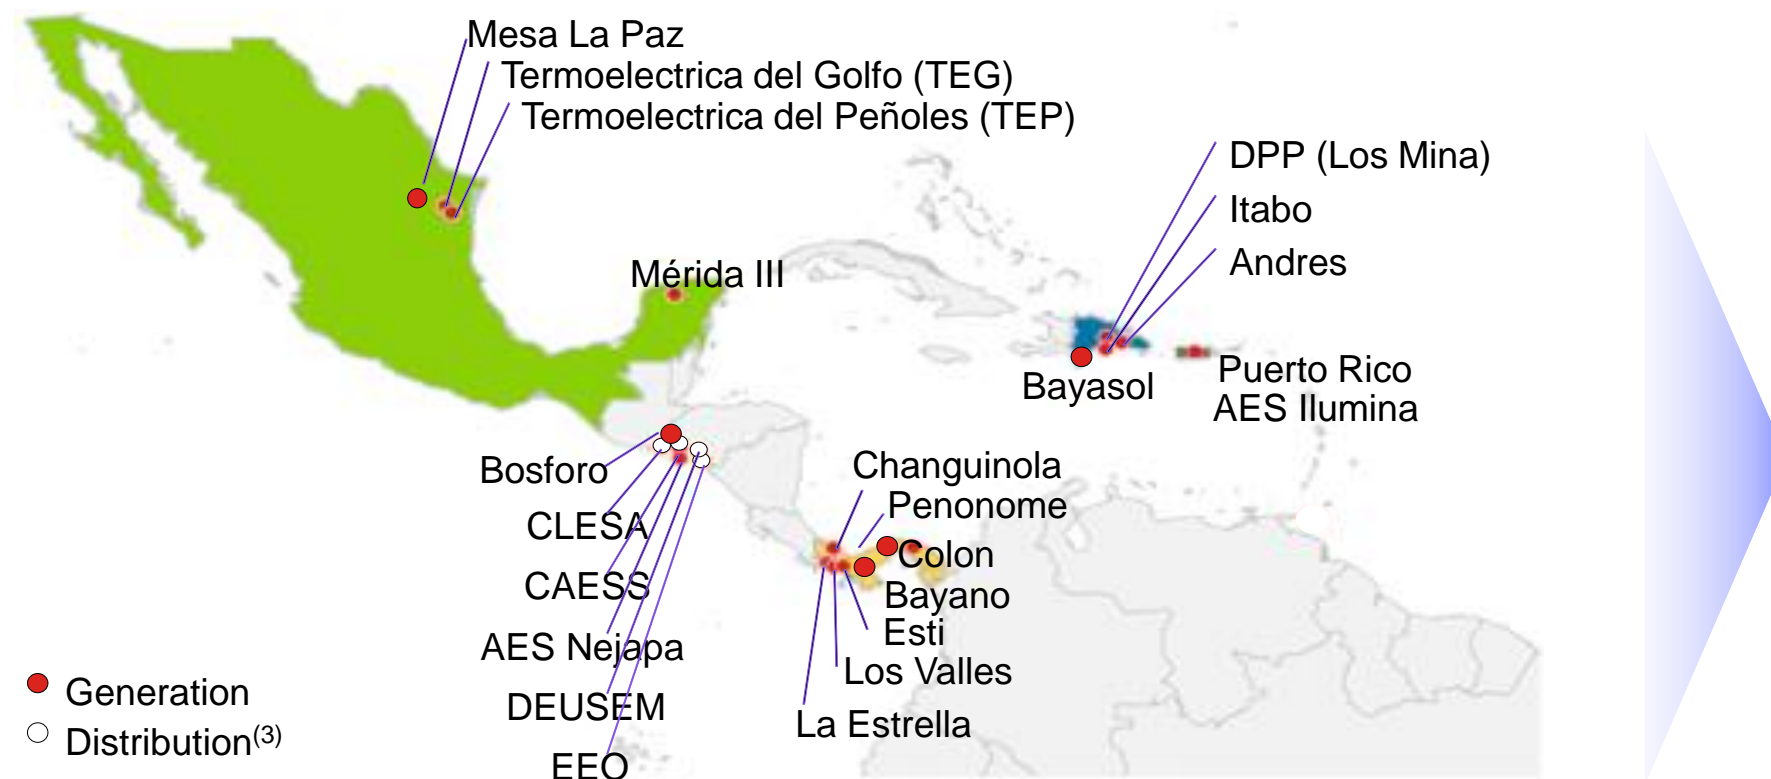 Mesa La Paz
Termoelectrica del Golfo (TEG)
Termoelectrica del Peñoles (TEP)
DPP (Los Mina)
Itabo
Andres
Mérida III
Bayasol
Puerto Rico
AES Ilumina
Bosforo
CLESA
CAESS
AES Nejapa
DEUSEM
EEO
Changuinola
Penonome
Colon
Bayano
Esti
Los Valles
La Estrella
Generation
Distribution(3)